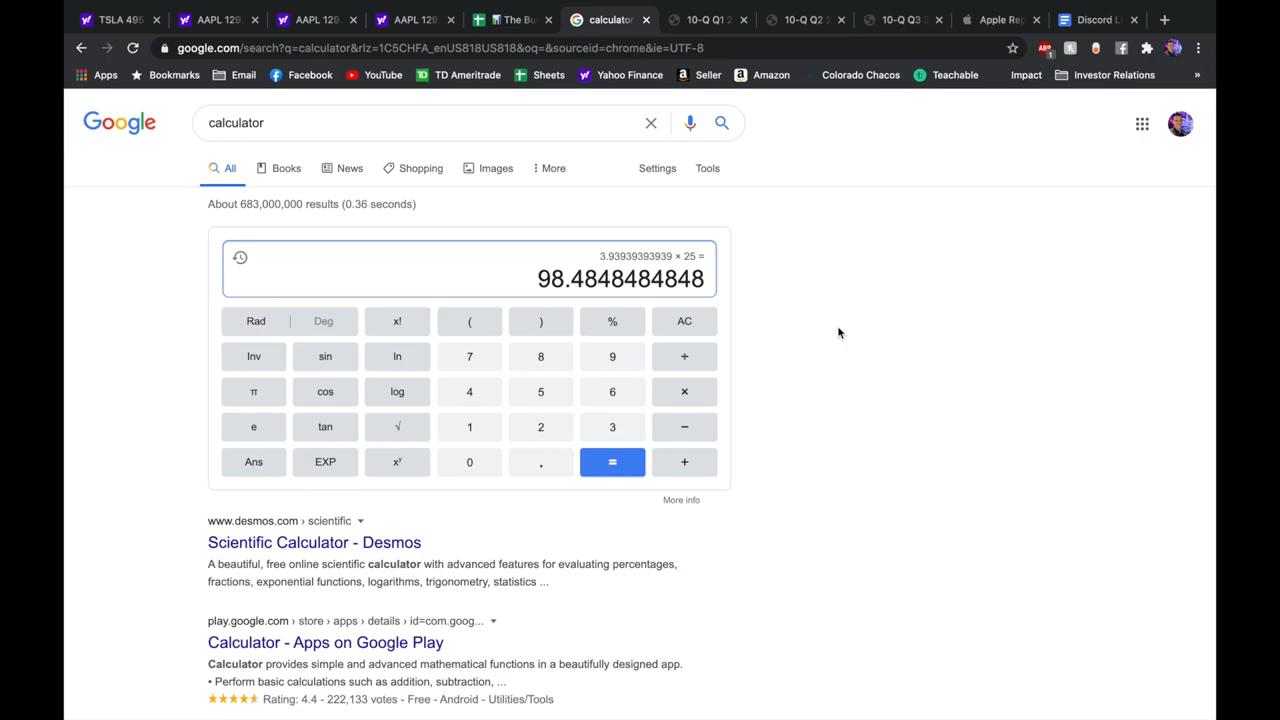 TSLA 495
AAPL 129.
AAPL 129.
AAPL 129
The Bu
calculator
10-Q Q1 2
10-Q Q2 2
10-Q Q3 2
Apple Rep
Discord Li
google.com/search?q=calculator&rlz=1C5CHFA_enUS818US818&oq=&sourceid=chrome&ie=UTF-8
Apps
Bookmarks
Email
Facebook
YouTube
TD Ameritrade
Sheets
Yahoo Finance
Seller
Amazon
Colorado Chacos
Teachable
Impact
Investor Relations
»
Google
calculator
All
Books
News
Shopping
Images
More
Settings
Tools
About 683,000,000 results (0.36 seconds)
3.93939393939 × 25 =
98.4848484848
Rad | Deg x! ( ) % AC
Inv sin ln 7 8 9 ÷
π cos log 4 5 6 ×
e tan √ 1 2 3 −
Ans EXP xʸ 0 . = +
More info
www.desmos.com › scientific
Scientific Calculator - Desmos
A beautiful, free online scientific calculator with advanced features for evaluating percentages,
fractions, exponential functions, logarithms, trigonometry, statistics ...
play.google.com › store › apps › details › id=com.goog...
Calculator - Apps on Google Play
Calculator provides simple and advanced mathematical functions in a beautifully designed app.
• Perform basic calculations such as addition, subtraction, ...
Rating: 4.4 - 222,133 votes - Free - Android - Utilities/Tools